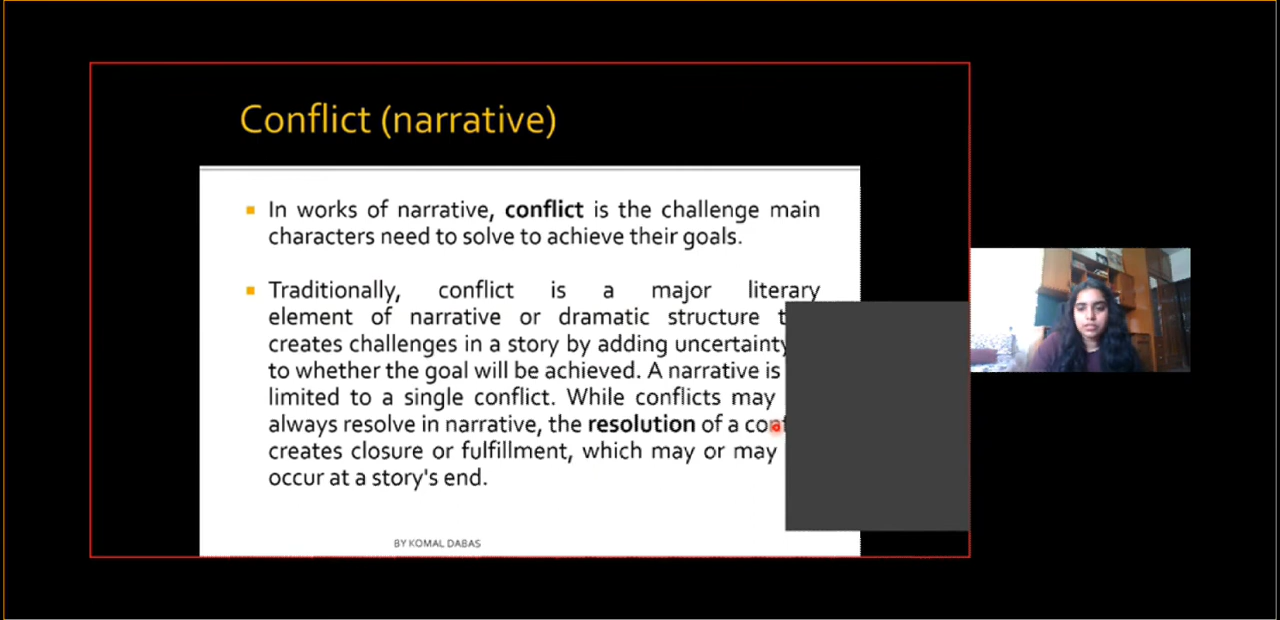 Conflict (narrative)
In works of narrative, conflict is the challenge main
characters need to solve to achieve their goals.
Traditionally, conflict is a major literary
element of narrative or dramatic structure
creates challenges in a story by adding uncertainty
to whether the goal will be achieved. A narrative is
limited to a single conflict. While conflicts may
always resolve in narrative, the resolution of a
creates closure or fulfillment, which may or may
occur at a story's end.
BY KOMAL DABAS